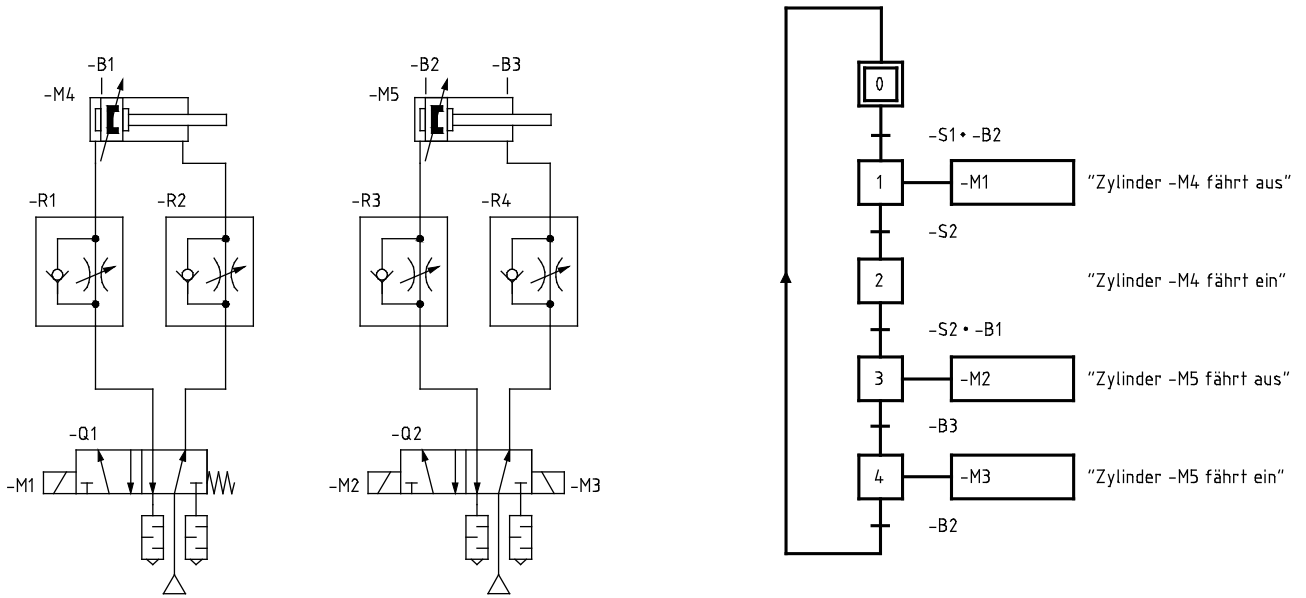 -B1
-M4
-R1
-R2
-Q1
-M1
-B2
-B3
-M5
-R3
-R4
-Q2
-M2
-M3
0
-S1 • -B2
1
-M1
"Zylinder -M4 fährt aus"
-S2
2
"Zylinder -M4 fährt ein"
-S2 • -B1
3
-M2
"Zylinder -M5 fährt aus"
-B3
4
-M3
"Zylinder -M5 fährt ein"
-B2